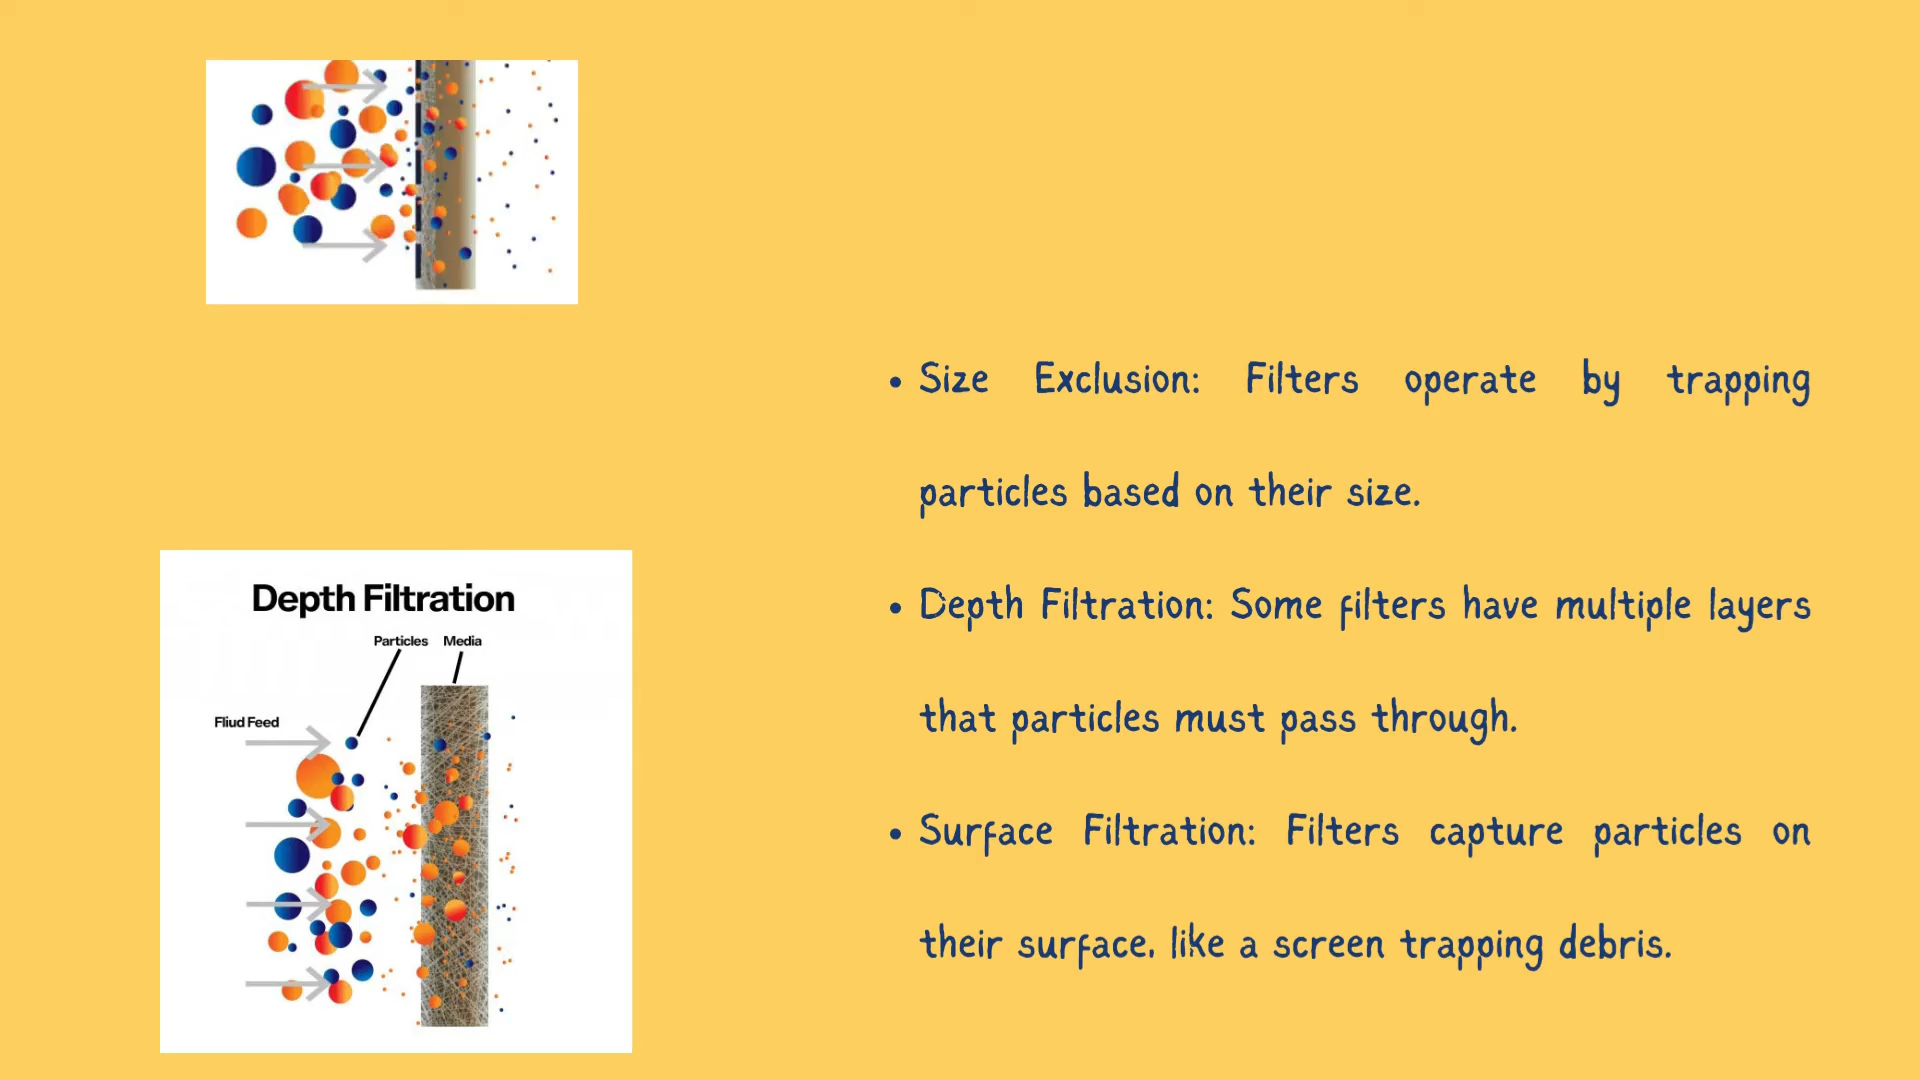 Depth Filtration
Particles Media
Fliud Feed
• Size Exclusion: Filters operate by trapping
particles based on their size.
• Depth Filtration: Some filters have multiple layers
that particles must pass through.
• Surface Filtration: Filters capture particles on
their surface, like a screen trapping debris.